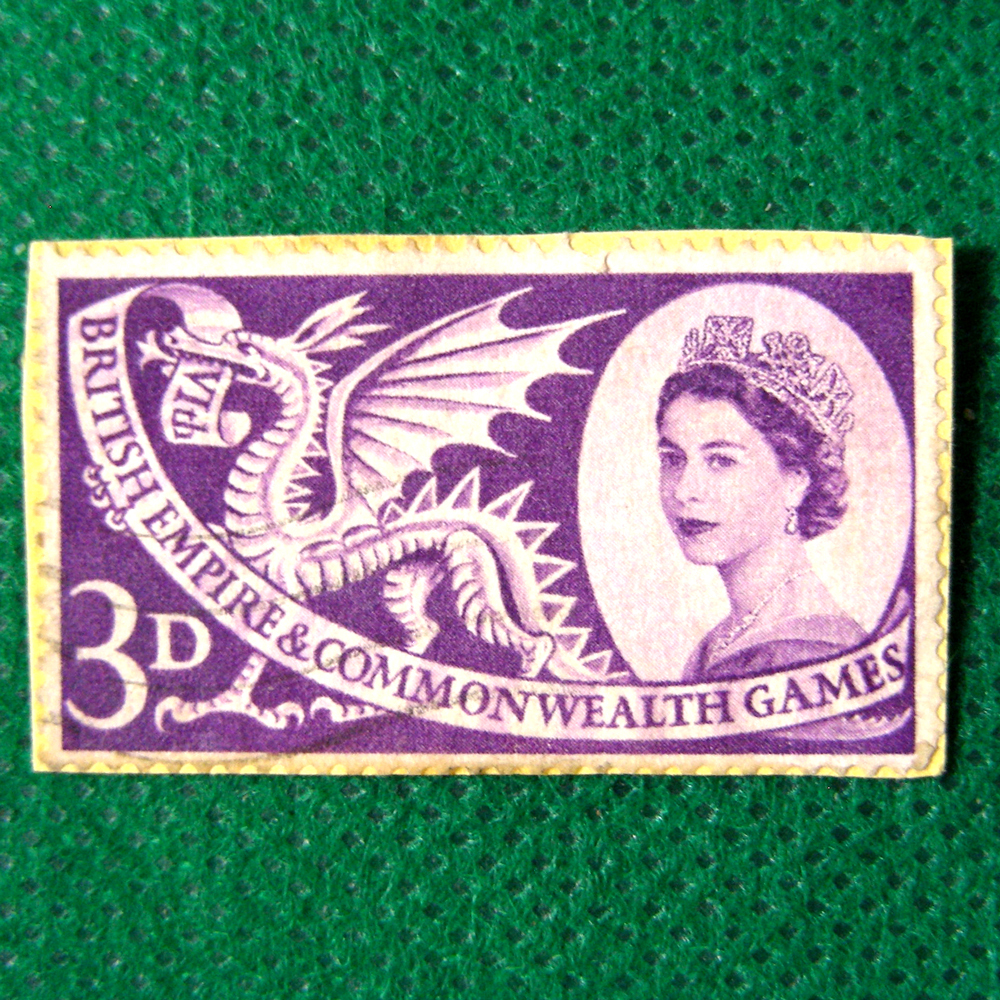 VIth
BRITISH EMPIRE & COMMONWEALTH GAMES
3D